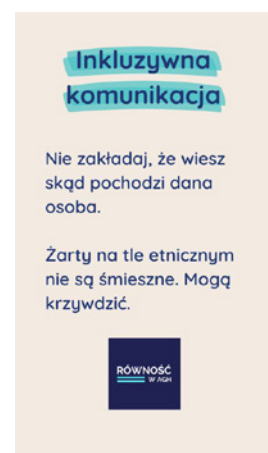 Inkluzywna
komunikacja
Nie zakładaj, że wiesz
skąd pochodzi dana
osoba.
Żarty na tle etnicznym
nie są śmieszne. Mogą
krzywdzić.
RÓWNOŚĆ
W AGH